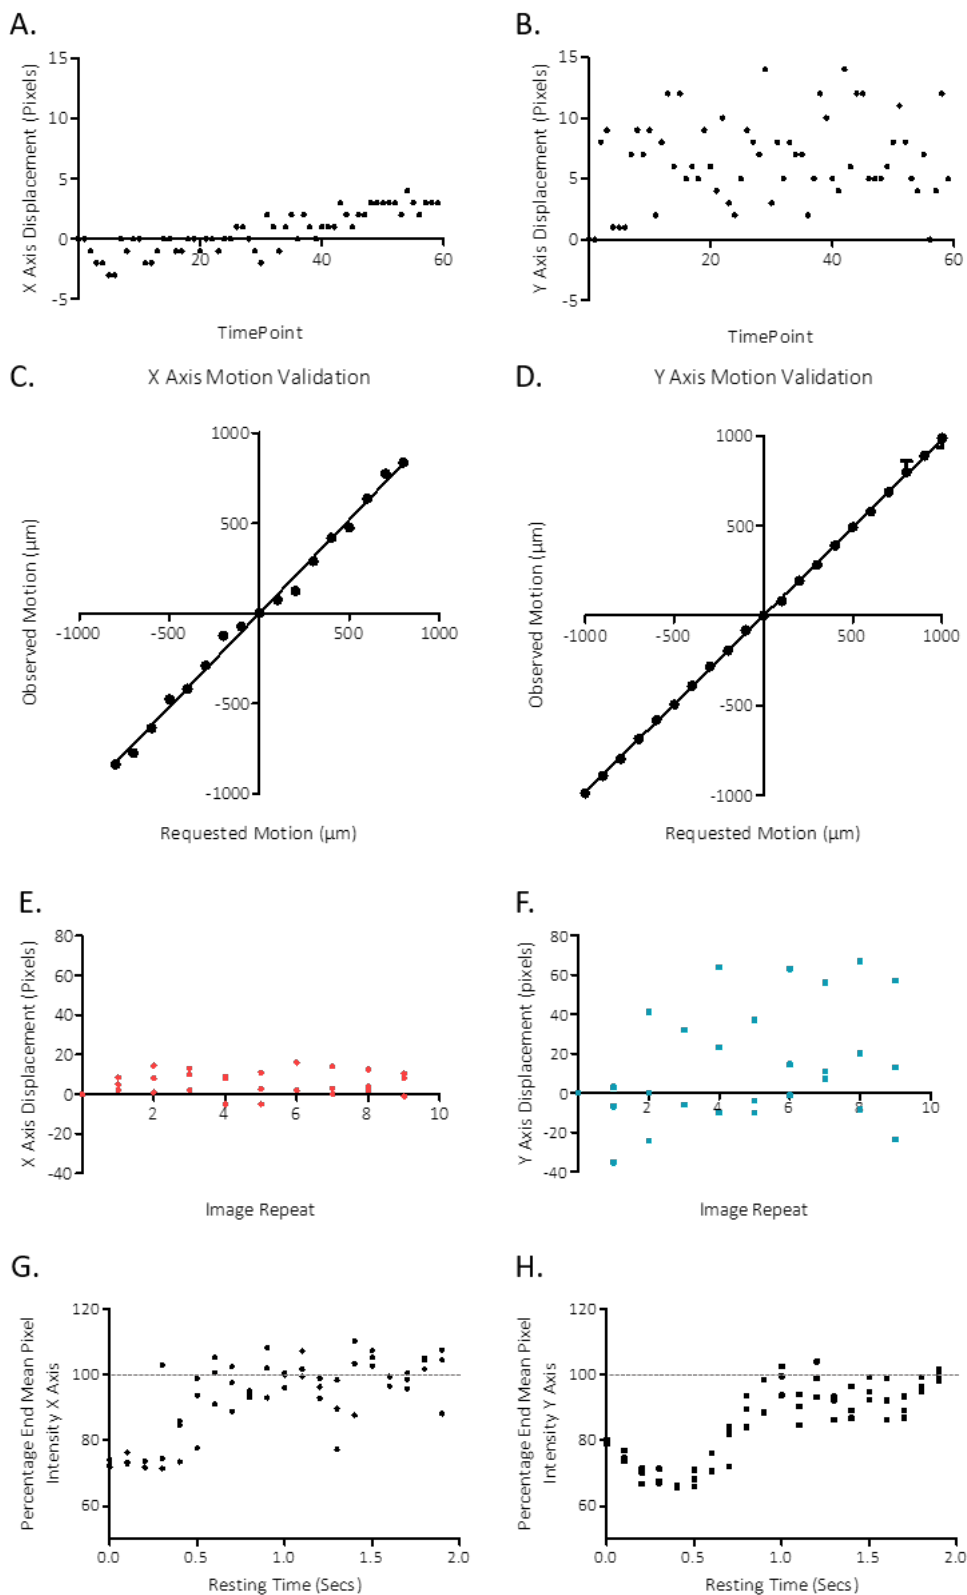 A.
B.
15
10
5
0
-5
20
40
60
X Axis Displacement (Pixels)
TimePoint
15
10
5
0
-5
20
40
60
Y Axis Displacement (Pixels)
TimePoint
C.
X Axis Motion Validation
D.
Y Axis Motion Validation
1000
500
-1000
-500
500
1000
-500
-1000
Observed Motion (μm)
Requested Motion (μm)
1000
500
-1000
-500
500
1000
-500
-1000
Observed Motion (μm)
Requested Motion (μm)
E.
F.
80
60
40
20
0
-20
-40
2
4
6
8
10
X Axis Displacement (Pixels)
Image Repeat
80
60
40
20
0
-20
-40
2
4
6
8
10
Y Axis Displacement (pixels)
Image Repeat
G.
H.
120
100
80
60
0.0
0.5
1.0
1.5
2.0
Percentage End Mean Pixel
Intensity X Axis
Resting Time (Secs)
120
100
80
60
0.0
0.5
1.0
1.5
2.0
Percentage End Mean Pixel
Intensity Y Axis
Resting Time (Secs)